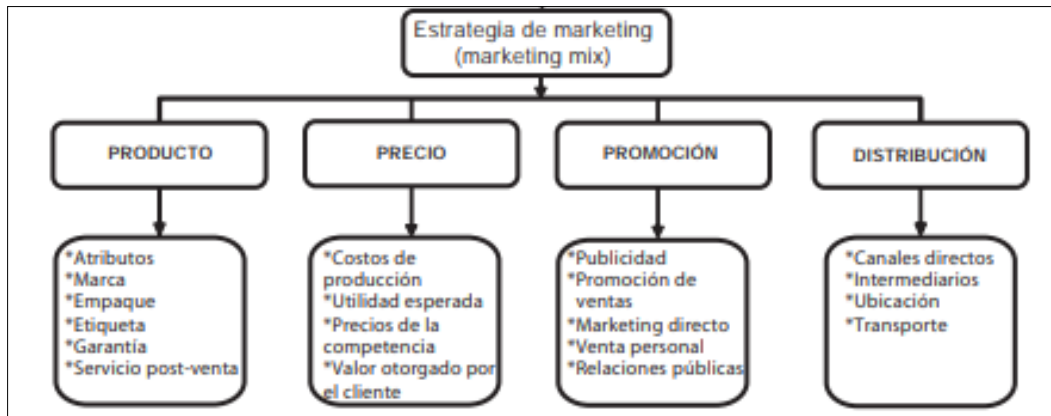 Estrategia de marketing
(marketing mix)
PRODUCTO
PRECIO
PROMOCIÓN
DISTRIBUCIÓN
*Atributos
*Marca
*Empaque
*Etiqueta
*Garantía
*Servicio post-venta
*Costos de
producción
*Utilidad esperada
*Precios de la
competencia
*Valor otorgado por
el cliente
*Publicidad
*Promoción de
ventas
*Marketing directo
*Venta personal
*Relaciones públicas
*Canales directos
*Intermediarios
*Ubicación
*Transporte